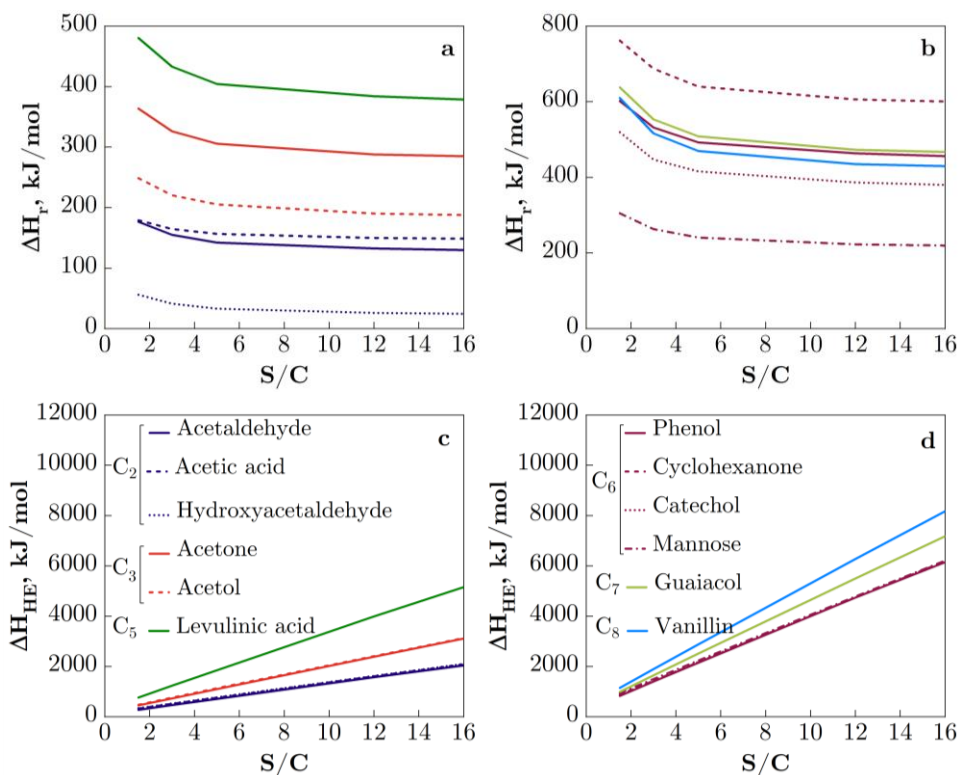 a
500
400
300
200
100
0
ΔHr, kJ/mol
0 2 4 6 8 10 12 14 16
S/C
b
800
600
400
200
0
ΔHr, kJ/mol
0 2 4 6 8 10 12 14 16
S/C
c
12000
10000
8000
6000
4000
2000
0
ΔHHE, kJ/mol
C2
Acetaldehyde
Acetic acid
Hydroxyacetaldehyde
C3
Acetone
Acetol
C5 Levulinic acid
0 2 4 6 8 10 12 14 16
S/C
d
12000
10000
8000
6000
4000
2000
0
ΔHHE, kJ/mol
C6
Phenol
Cyclohexanone
Catechol
Mannose
C7 Guaiacol
C8 Vanillin
0 2 4 6 8 10 12 14 16
S/C